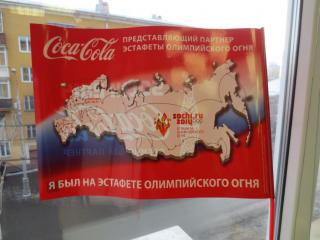 Coca-Cola
ПРЕДСТАВЛЯЮЩИЙ ПАРТНЕР
ЭСТАФЕТЫ ОЛИМПИЙСКОГО ОГНЯ
sochi.ru
2014
Я БЫЛ НА ЭСТАФЕТЕ ОЛИМПИЙСКОГО ОГНЯ